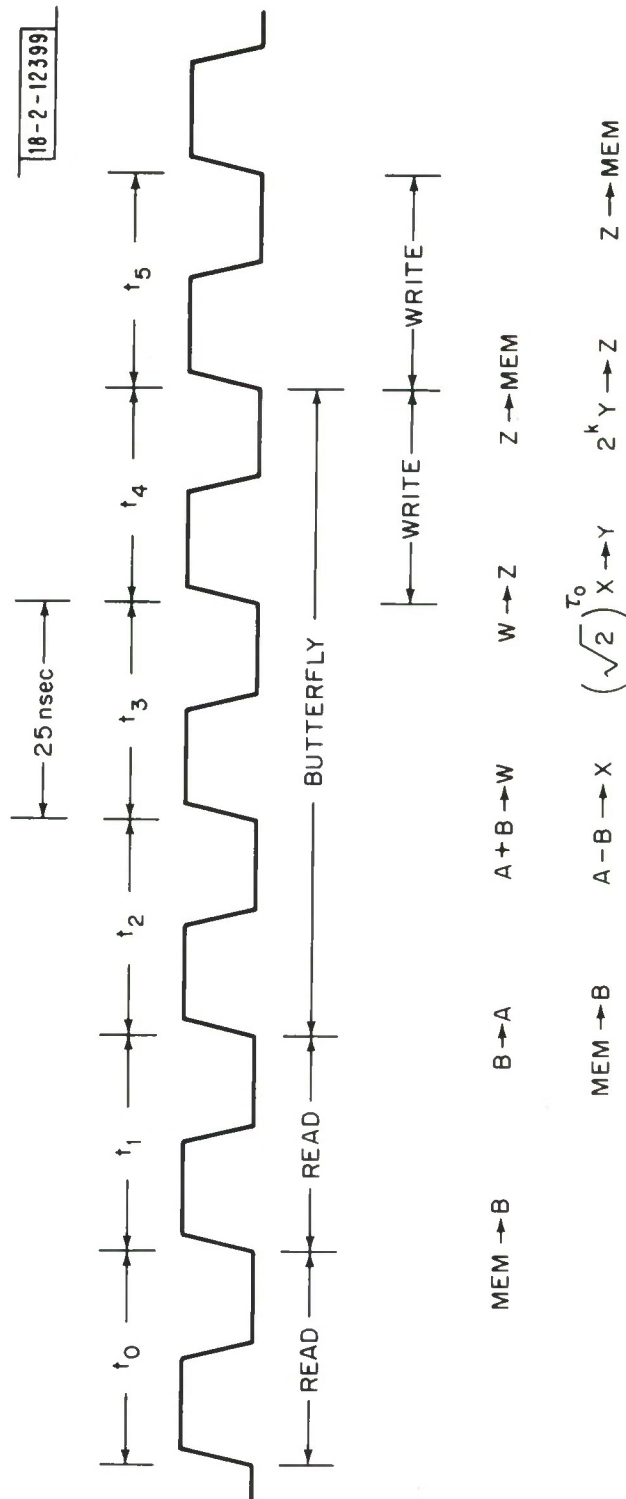 18-2-12399
25 nsec
t0 t1 t2 t3 t4 t5
READ READ BUTTERFLY
WRITE WRITE
MEM → B B → A A + B → W W → Z Z → MEM
MEM → B A - B → X (√2)^τ0 X → Y 2^k Y → Z Z → MEM